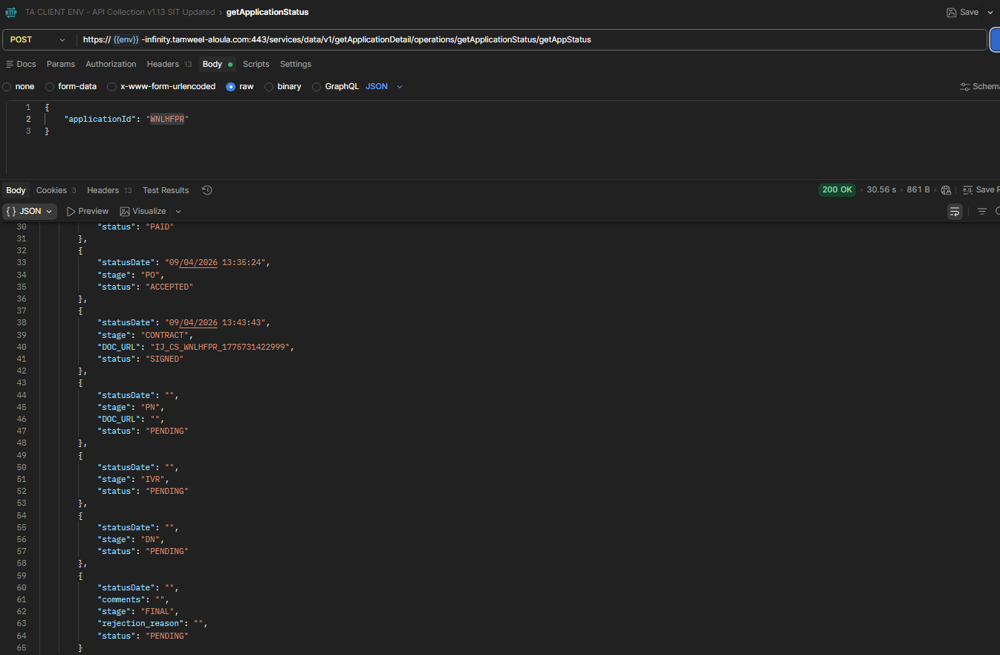 HTTP TA CLIENT ENV - API Collection v1.13 SIT Updated > getApplicationStatus Save
POST https:// {{env}} -infinity.tamweel-aloula.com:443/services/data/v1/getApplicationDetail/operations/getApplicationStatus/getAppStatus
Docs Params Authorization Headers 13 Body Scripts Settings
none form-data x-www-form-urlencoded raw binary GraphQL JSON Schema
1 {
2 "applicationId": "WNLHFPR"
3 }
Body Cookies 3 Headers 13 Test Results 200 OK 30.56 s 861 B e.g. Save R
{} JSON Preview Visualize
30 "status": "PAID"
31 },
32 {
33 "statusDate": "09/04/2026 13:35:24",
34 "stage": "PO",
35 "status": "ACCEPTED"
36 },
37 {
38 "statusDate": "09/04/2026 13:43:43",
39 "stage": "CONTRACT",
40 "DOC_URL": "IJ_CS_WNLHFPR_1775731422999",
41 "status": "SIGNED"
42 },
43 {
44 "statusDate": "",
45 "stage": "PN",
46 "DOC_URL": "",
47 "status": "PENDING"
48 },
49 {
50 "statusDate": "",
51 "stage": "IVR",
52 "status": "PENDING"
53 },
54 {
55 "statusDate": "",
56 "stage": "DN",
57 "status": "PENDING"
58 },
59 {
60 "statusDate": "",
61 "comments": "",
62 "stage": "FINAL",
63 "rejection_reason": "",
64 "status": "PENDING"
65 }